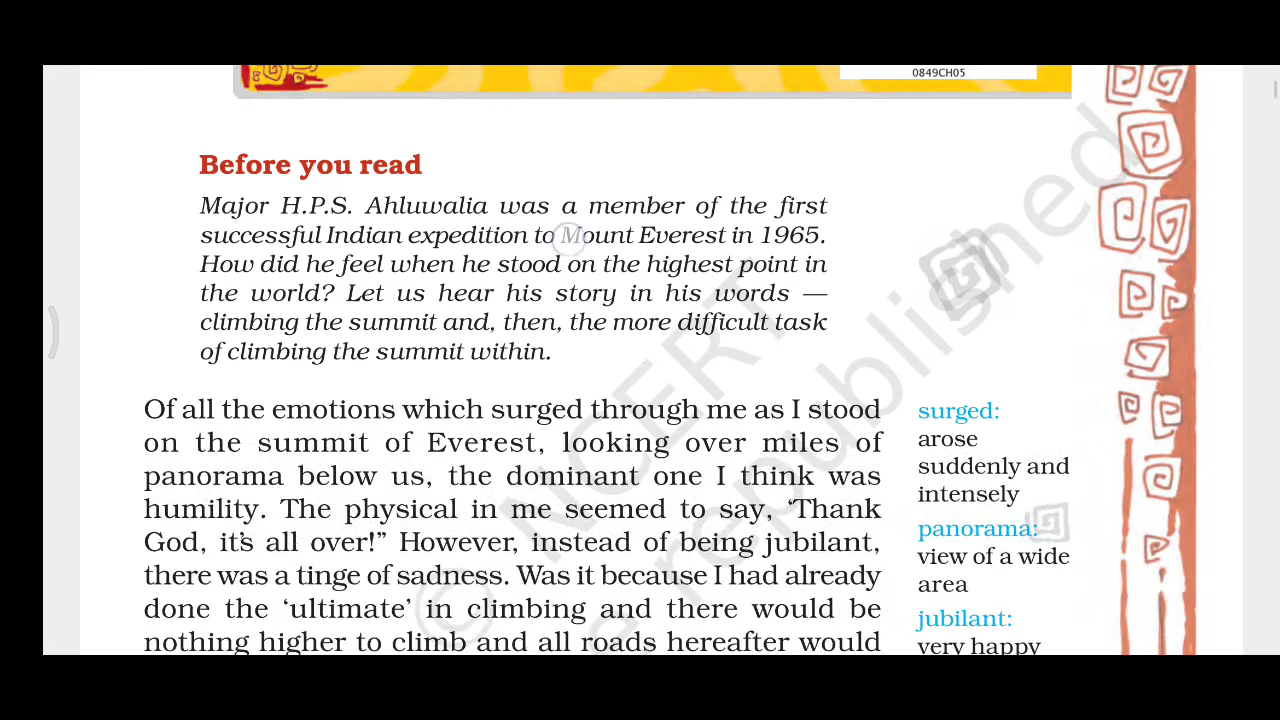 0849CH05
Before you read
Major H.P.S. Ahluwalia was a member of the first
successful Indian expedition to Mount Everest in 1965.
How did he feel when he stood on the highest point in
the world? Let us hear his story in his words —
climbing the summit and, then, the more difficult task
of climbing the summit within.
Of all the emotions which surged through me as I stood
on the summit of Everest, looking over miles of
panorama below us, the dominant one I think was
humility. The physical in me seemed to say, ‘Thank
God, it’s all over!” However, instead of being jubilant,
there was a tinge of sadness. Was it because I had already
done the ‘ultimate’ in climbing and there would be
nothing higher to climb and all roads hereafter would
surged:
arose
suddenly and
intensely
panorama:
view of a wide
area
jubilant:
very happy
© NCERT
republished